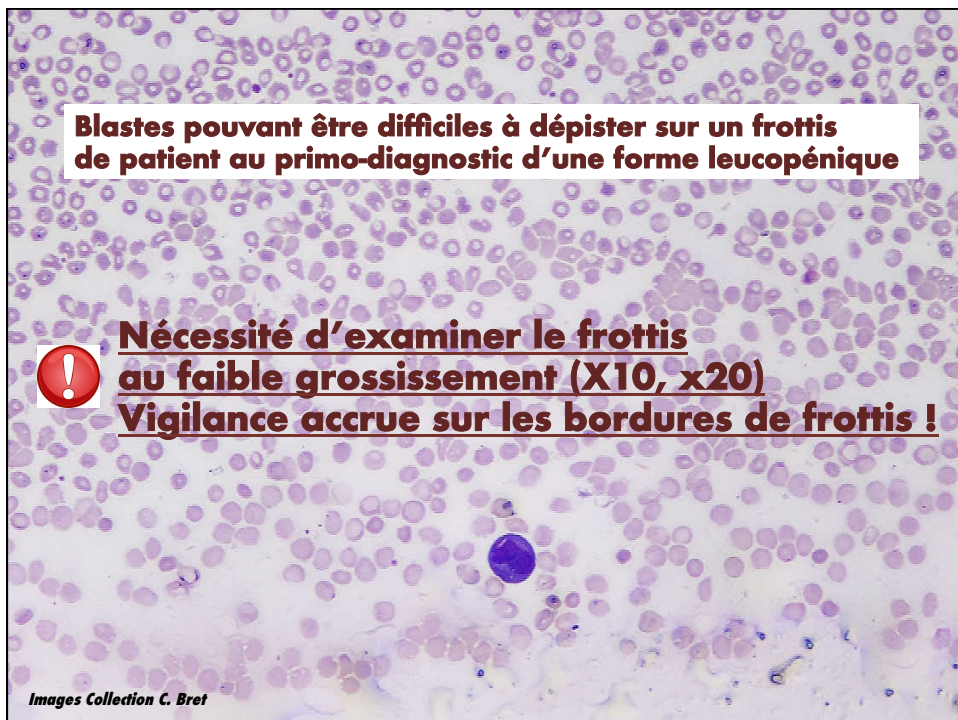 Blastes pouvant être difficiles à dépister sur un frottis
de patient au primo-diagnostic d’une forme leucopénique
Nécessité d’examiner le frottis
au faible grossissement (X10, x20)
Vigilance accrue sur les bordures de frottis !
Images Collection C. Bret